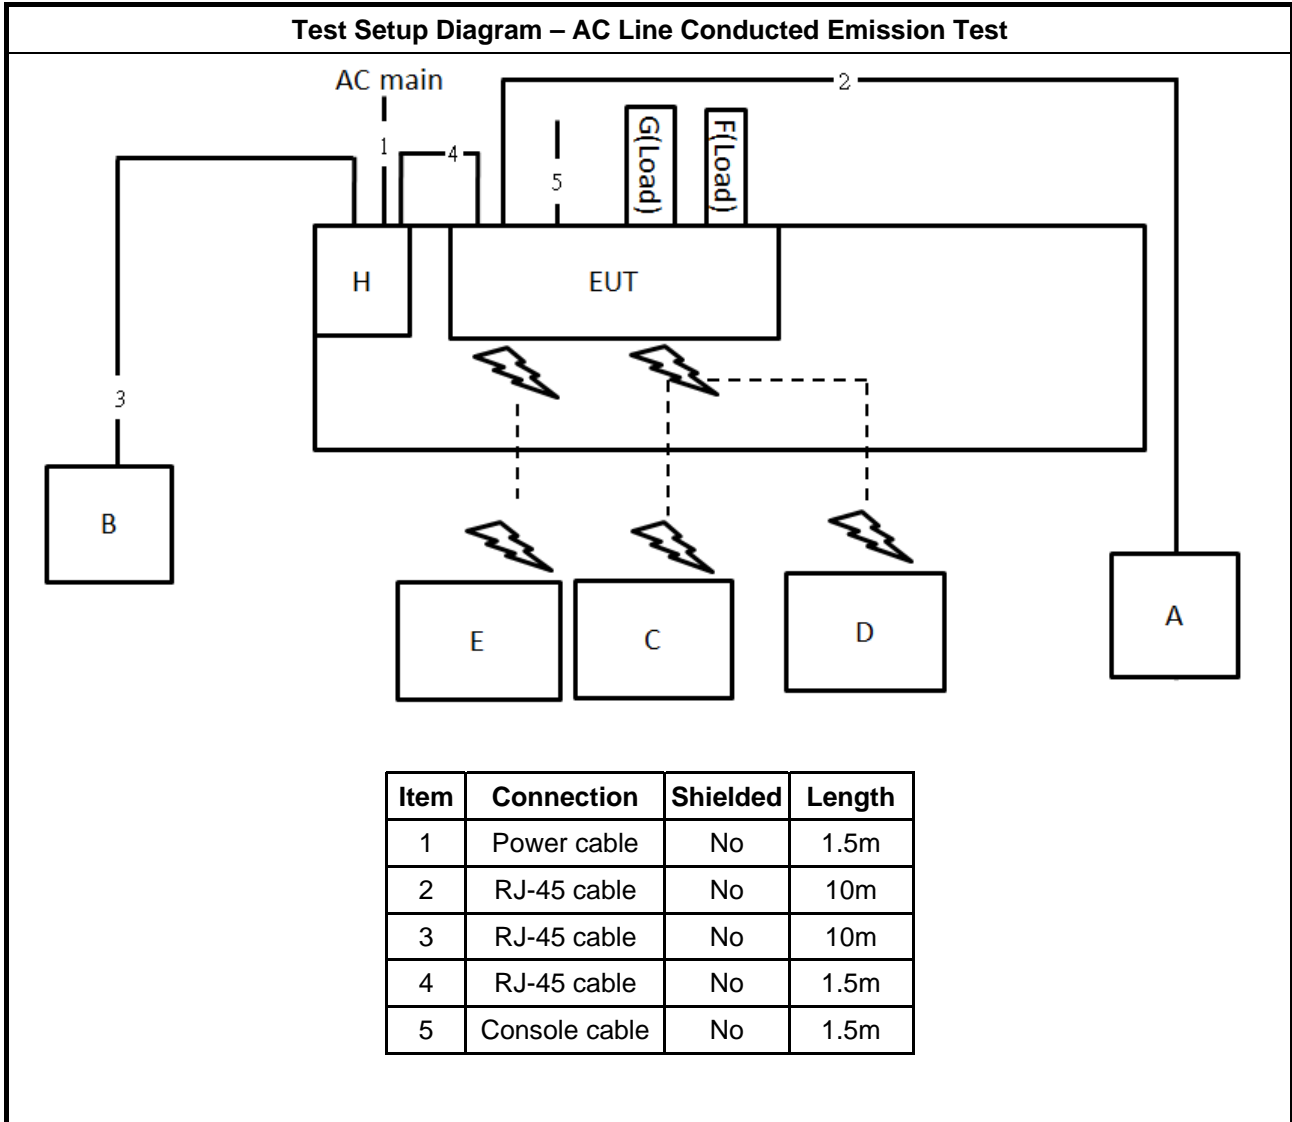 Test Setup Diagram – AC Line Conducted Emission Test
AC main
2
1
4
5
G(Load)
F(Load)
H
EUT
3
B
E
C
D
A
Item Connection Shielded Length
1 Power cable No 1.5m
2 RJ-45 cable No 10m
3 RJ-45 cable No 10m
4 RJ-45 cable No 1.5m
5 Console cable No 1.5m